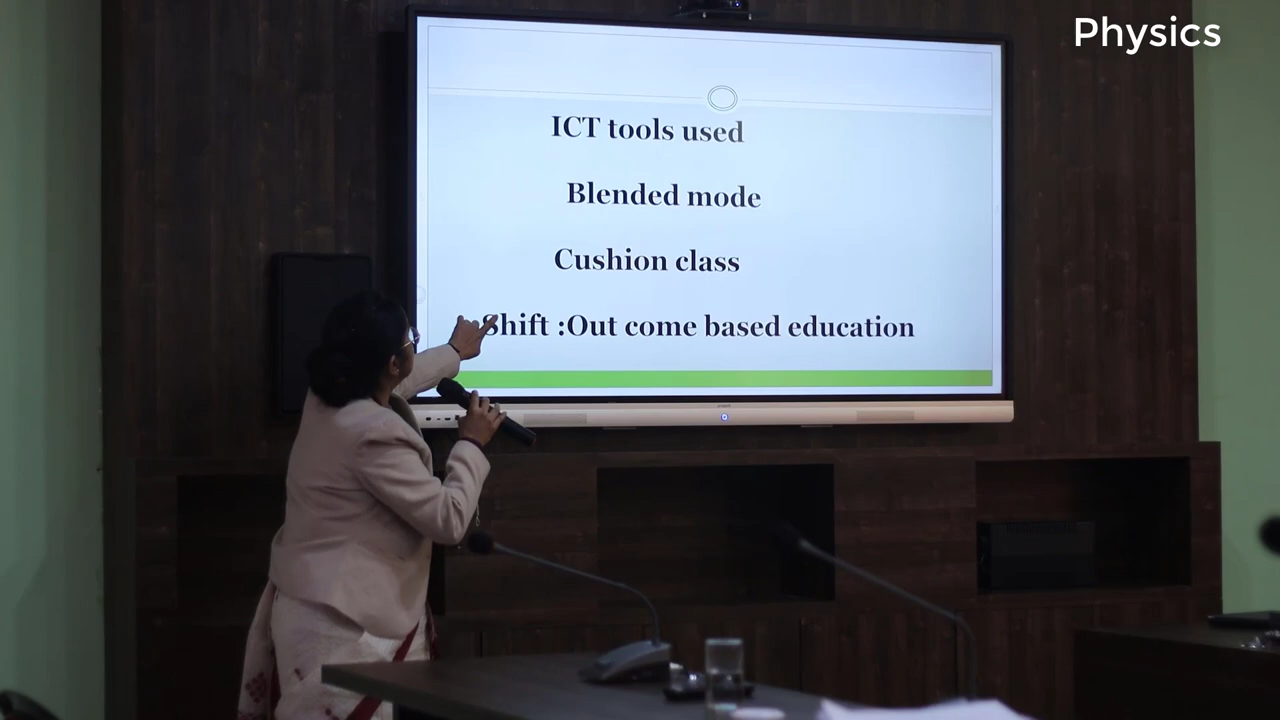 Physics
ICT tools used
Blended mode
Cushion class
Shift :Out come based education